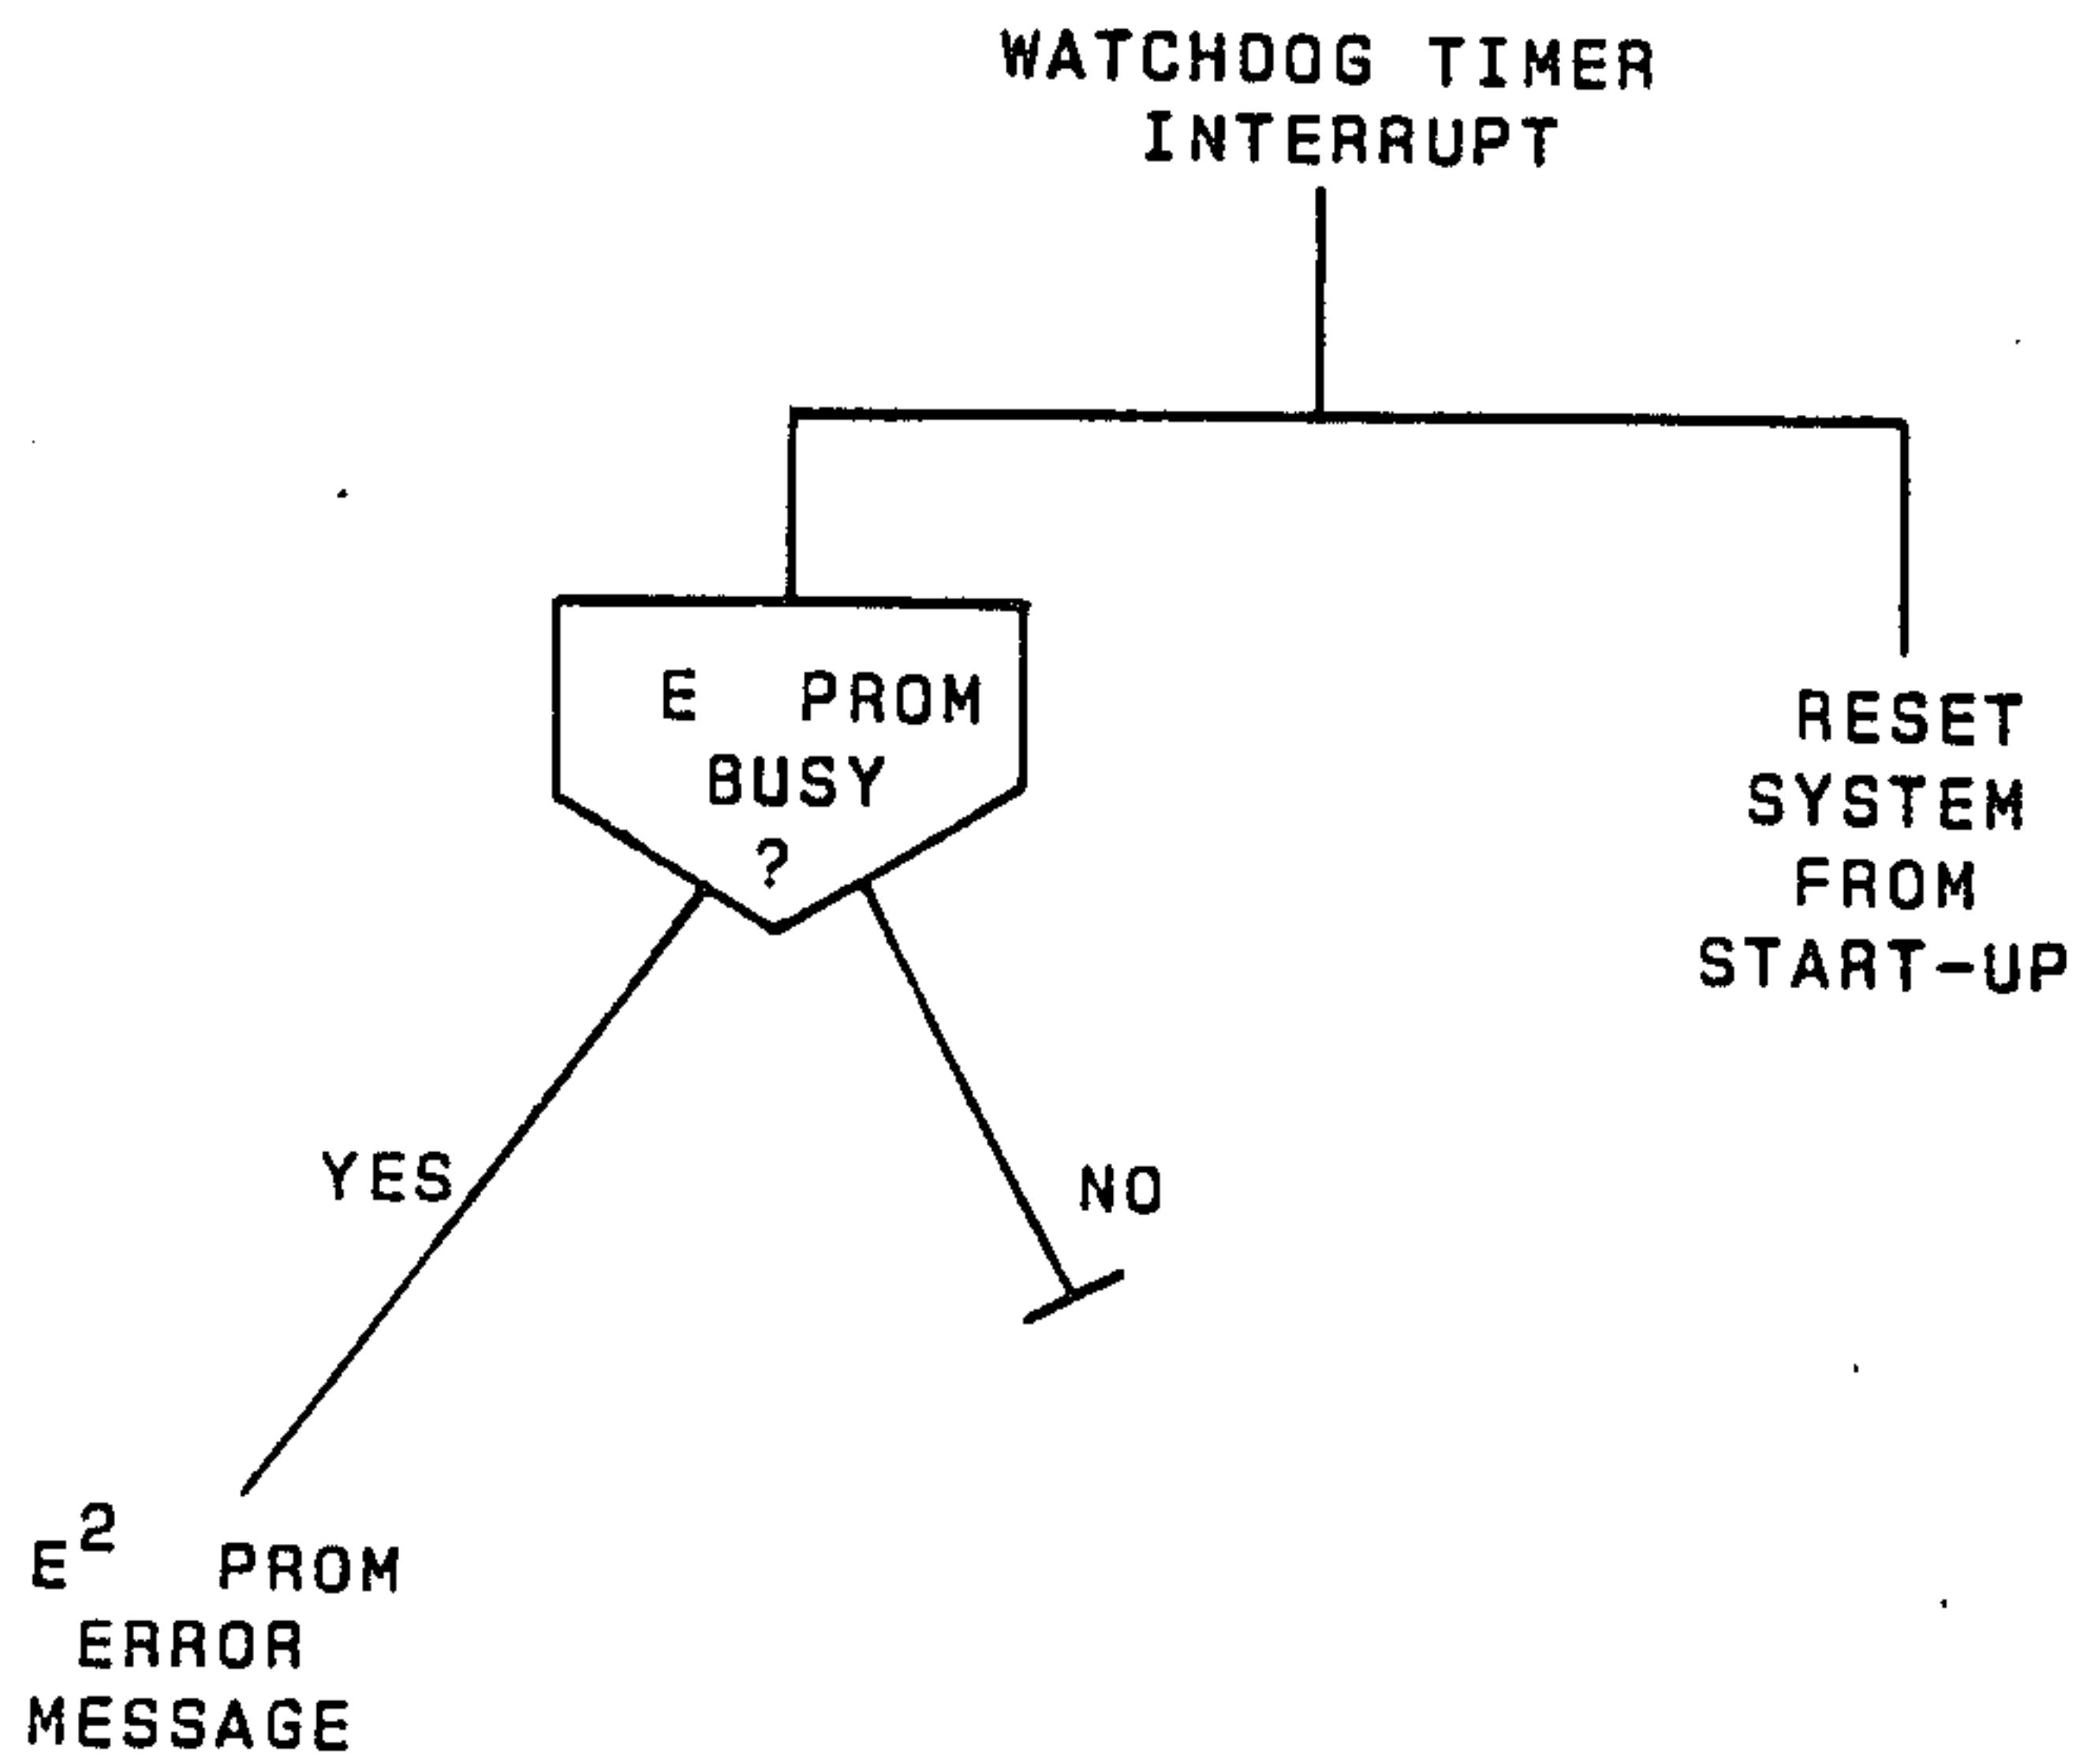 WATCHDOG TIMER
INTERRUPT
E PROM
BUSY
?
RESET
SYSTEM
FROM
START-UP
YES
NO
E² PROM
ERROR
MESSAGE